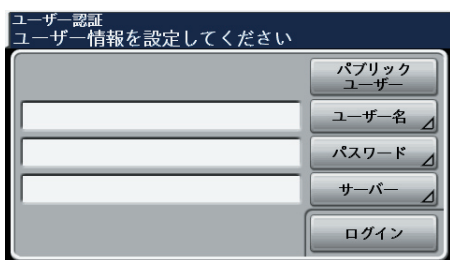 ユーザー認証
ユーザー情報を設定してください
パブリック
ユーザー
ユーザー名
パスワード
サーバー
ログイン